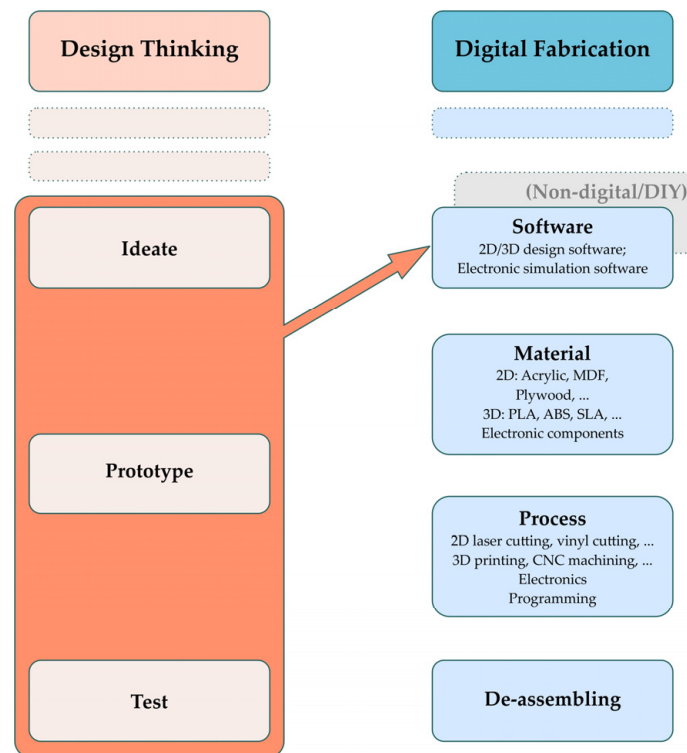 Design Thinking
Digital Fabrication
(Non-digital/DIY)
Ideate
Software
2D/3D design software;
Electronic simulation software
Material
2D: Acrylic, MDF,
Plywood, ...
3D: PLA, ABS, SLA, ...
Electronic components
Prototype
Process
2D laser cutting, vinyl cutting, ...
3D printing, CNC machining, ...
Electronics
Programming
Test
De-assembling